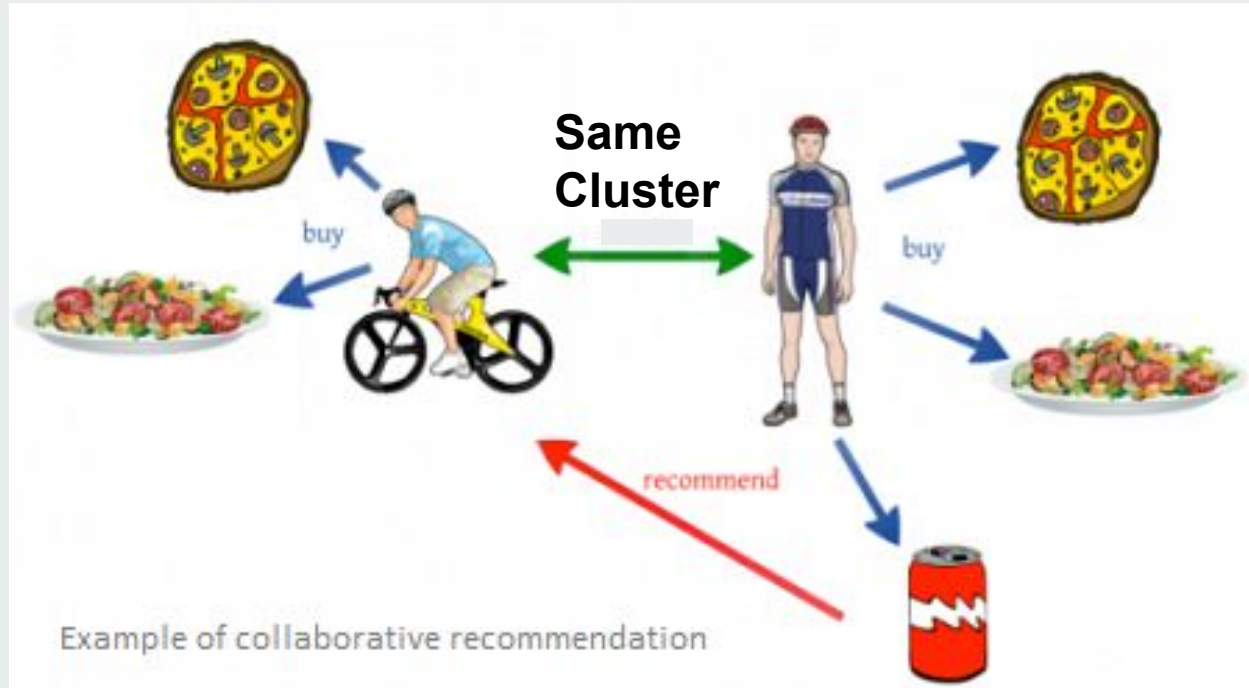 Same
Cluster
buy
buy
recommend
Example of collaborative recommendation